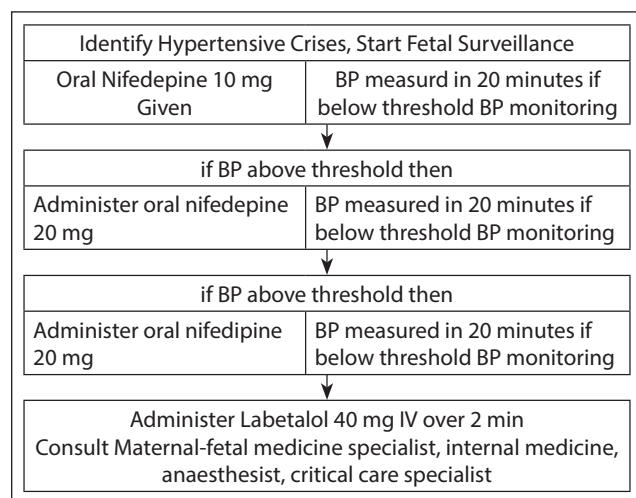 Identify Hypertensive Crises, Start Fetal Surveillance
Oral Nifedepine 10 mg
Given
BP measurd in 20 minutes if
below threshold BP monitoring
if BP above threshold then
Administer oral nifedepine
20 mg
BP measured in 20 minutes if
below threshold BP monitoring
if BP above threshold then
Administer oral nifedipine
20 mg
BP measured in 20 minutes if
below threshold BP monitoring
Administer Labetalol 40 mg IV over 2 min
Consult Maternal-fetal medicine specialist, internal medicine,
anaesthesist, critical care specialist